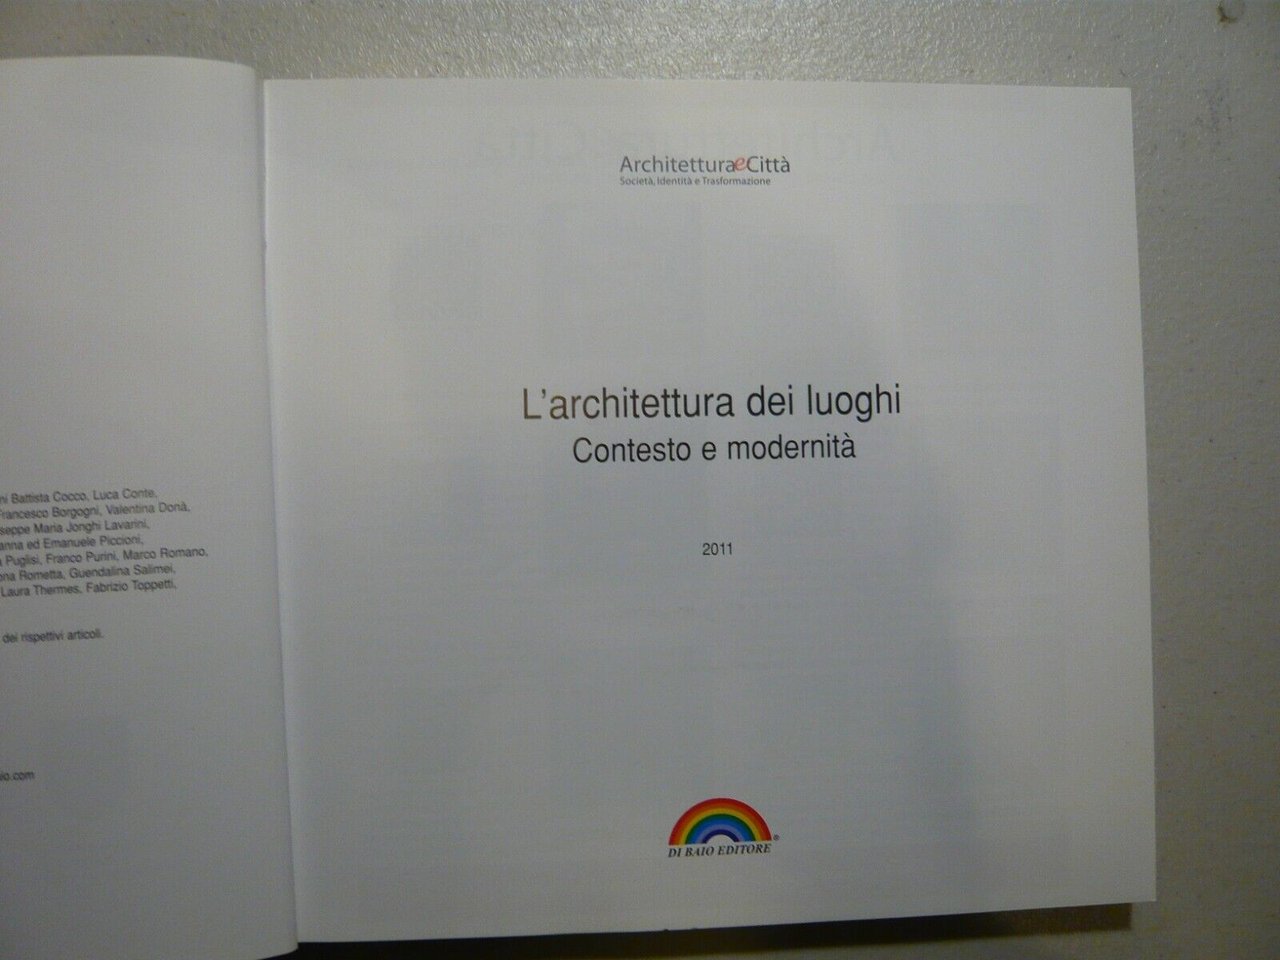 ni Battista Cocco, Luca Conte,
Francesco Borgogni, Valentina Donà,
seppe Maria Jonghi Lavarini,
anna ed Emanuele Piccioni,
a Puglisi, Franco Purini, Marco Romano,
ona Rometta, Guendalina Salimei,
Laura Thermes, Fabrizio Toppetti,
dei rispettivi articoli.
io.com
ArchitetturaeCittà
Società, Identità e Trasformazione
L'architettura dei luoghi
Contesto e modernità
2011
DI BAIO EDITORE®